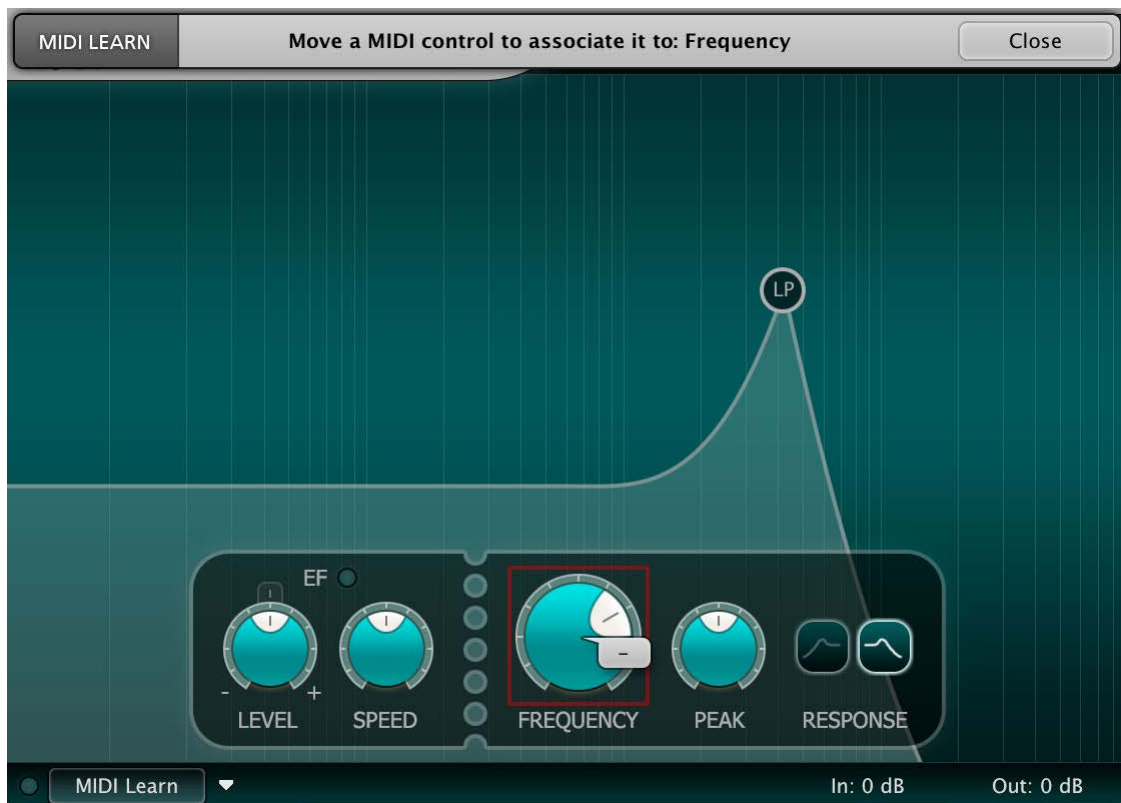 MIDI LEARN
Move a MIDI control to associate it to: Frequency
Close
LP
EF
- +
LEVEL
SPEED
-
FREQUENCY
PEAK
RESPONSE
MIDI Learn
In: 0 dB
Out: 0 dB